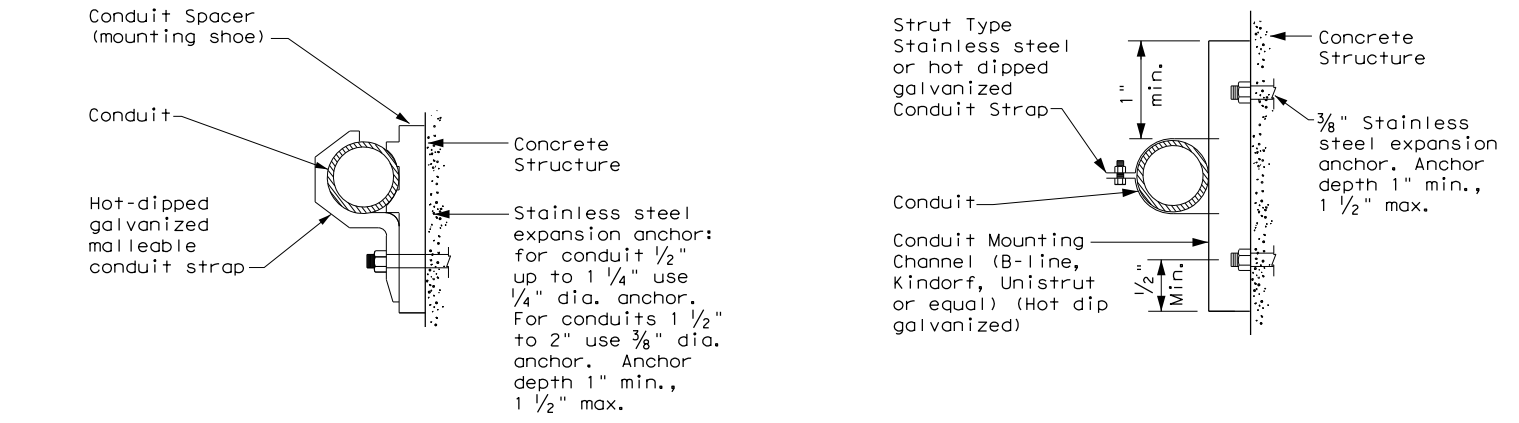 Conduit Spacer
(mounting shoe)
Conduit
Hot-dipped
galvanized
malleable
conduit strap
Concrete
Structure
Stainless steel
expansion anchor:
for conduit 1/2"
up to 1 1/4" use
1/4" dia. anchor.
For conduits 1 1/2"
to 2" use 3/8" dia.
anchor. Anchor
depth 1" min.,
1 1/2" max.
Strut Type
Stainless steel
or hot dipped
galvanized
Conduit Strap
1"
min.
Conduit
Conduit Mounting
Channel (B-line,
Kindorf, Unistrut
or equal) (Hot dip
galvanized)
1/2"
Min.
Concrete
Structure
3/8" Stainless
steel expansion
anchor. Anchor
depth 1" min.,
1 1/2" max.